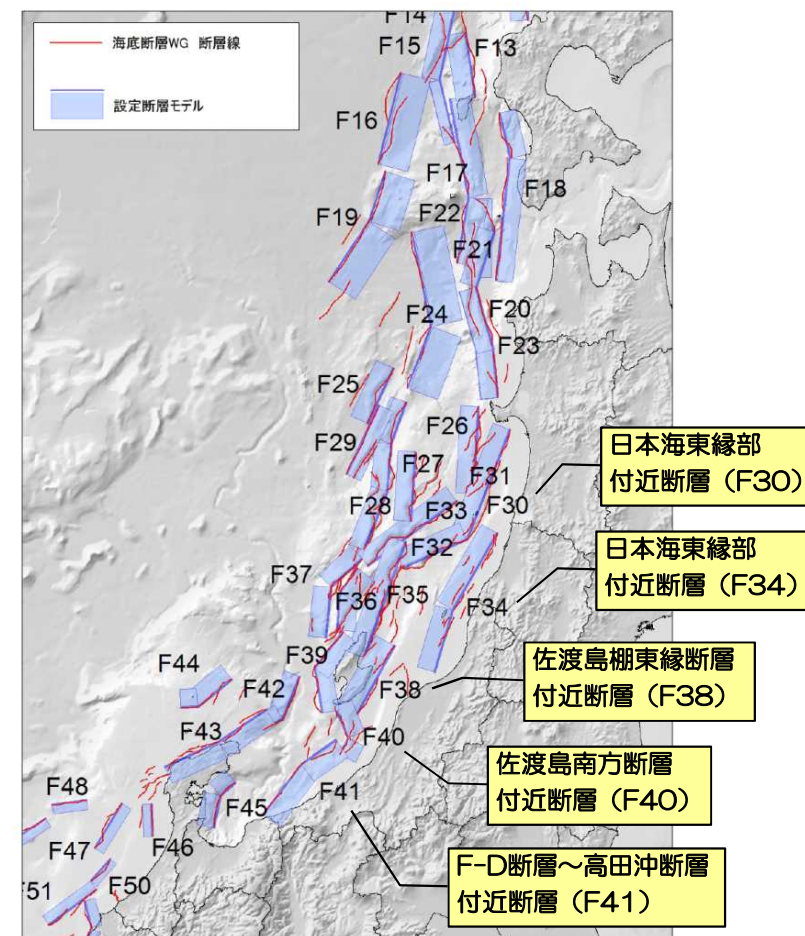 F14
海底断層WG 断層線
F15
F13
設定断層モデル
F16
F17
F18
F19
F22
F21
F24
F20
F23
F25
F26
F29
F27
F31
F28
F33
F30
F32
F37
F36
F35
F34
F39
F44
F42
F38
F43
F40
F48
F45
F41
F47
F46
F51
F50
日本海東縁部
付近断層(F30)
日本海東縁部
付近断層(F34)
佐渡島棚東縁断層
付近断層(F38)
佐渡島南方断層
付近断層(F40)
F-D断層~高田沖断層
付近断層(F41)